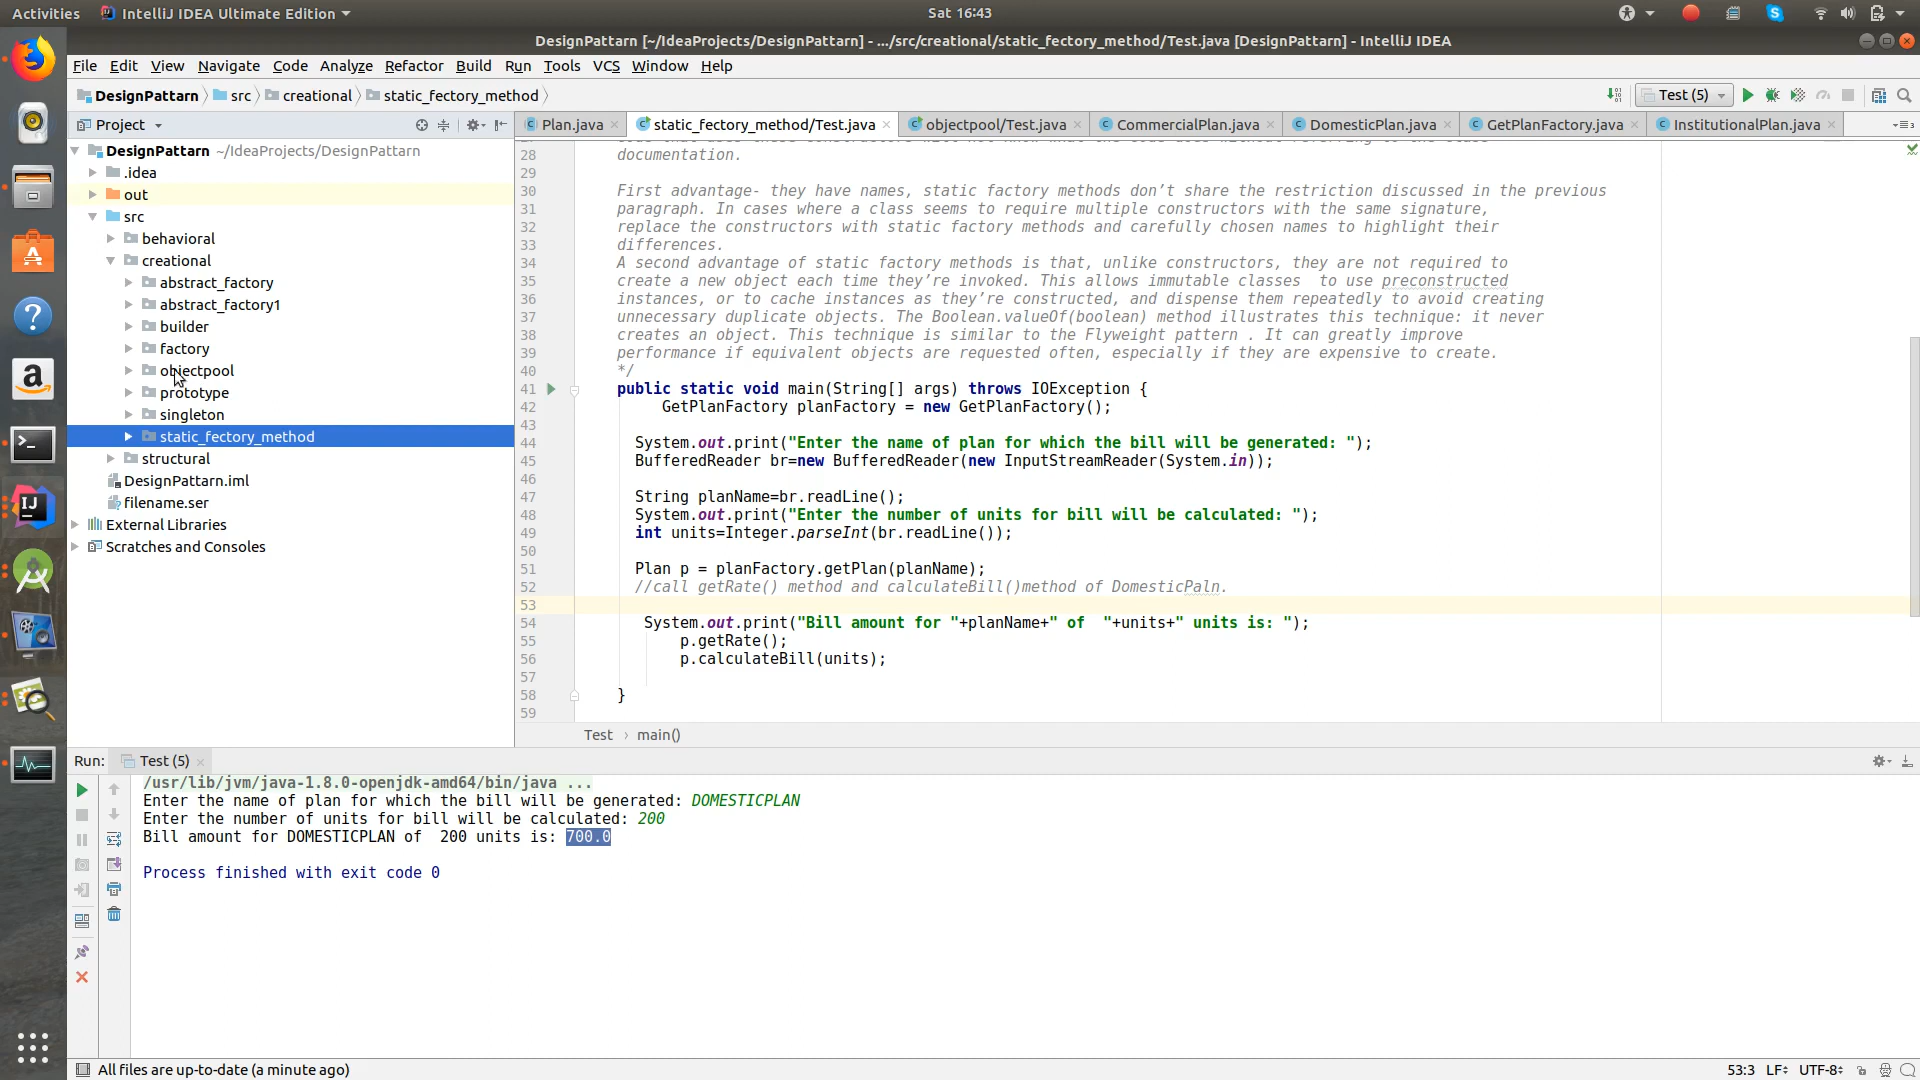 Activities IntelliJ IDEA Ultimate Edition Sat 16:43
DesignPattarn [~/IdeaProjects/DesignPattarn] - .../src/creational/static_fectory_method/Test.java [DesignPattarn] - IntelliJ IDEA
File Edit View Navigate Code Analyze Refactor Build Run Tools VCS Window Help
DesignPattarn src creational static_fectory_method Test (5)
Project Plan.java static_fectory_method/Test.java objectpool/Test.java CommercialPlan.java DomesticPlan.java GetPlanFactory.java InstitutionalPlan.java
DesignPattarn ~/IdeaProjects/DesignPattarn
.idea
out
src
behavioral
creational
abstract_factory
abstract_factory1
builder
factory
objectpool
prototype
singleton
static_fectory_method
structural
DesignPattarn.iml
filename.ser
External Libraries
Scratches and Consoles
28 documentation.
29
30 First advantage- they have names, static factory methods don’t share the restriction discussed in the previous
31 paragraph. In cases where a class seems to require multiple constructors with the same signature,
32 replace the constructors with static factory methods and carefully chosen names to highlight their
33 differences.
34 A second advantage of static factory methods is that, unlike constructors, they are not required to
35 create a new object each time they’re invoked. This allows immutable classes  to use preconstructed
36 instances, or to cache instances as they’re constructed, and dispense them repeatedly to avoid creating
37 unnecessary duplicate objects. The Boolean.valueOf(boolean) method illustrates this technique: it never
38 creates an object. This technique is similar to the Flyweight pattern . It can greatly improve
39 performance if equivalent objects are requested often, especially if they are expensive to create.
40 */
41 public static void main(String[] args) throws IOException {
42 GetPlanFactory planFactory = new GetPlanFactory();
43
44 System.out.print("Enter the name of plan for which the bill will be generated: ");
45 BufferedReader br=new BufferedReader(new InputStreamReader(System.in));
46
47 String planName=br.readLine();
48 System.out.print("Enter the number of units for bill will be calculated: ");
49 int units=Integer.parseInt(br.readLine());
50
51 Plan p = planFactory.getPlan(planName);
52 //call getRate() method and calculateBill()method of DomesticPaln.
53
54 System.out.print("Bill amount for "+planName+" of  "+units+" units is: ");
55 p.getRate();
56 p.calculateBill(units);
57
58 }
59
Test main()
Run: Test (5)
/usr/lib/jvm/java-1.8.0-openjdk-amd64/bin/java ...
Enter the name of plan for which the bill will be generated: DOMESTICPLAN
Enter the number of units for bill will be calculated: 200
Bill amount for DOMESTICPLAN of  200 units is: 700.0
Process finished with exit code 0
All files are up-to-date (a minute ago) 53:3 LF UTF-8